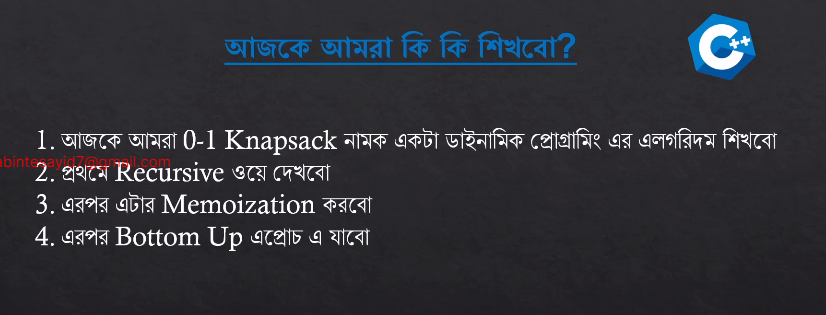 আজকে আমরা কি কি শিখবো?
C++
1. আজকে আমরা 0-1 Knapsack নামক একটা ডাইনামিক প্রোগ্রামিং এর এলগরিদম শিখবো
abintesayid7@gmail.com
2. প্রথমে Recursive ওয়ে দেখবো
3. এরপর এটার Memoization করবো
4. এরপর Bottom Up এপ্রোচ এ যাবো